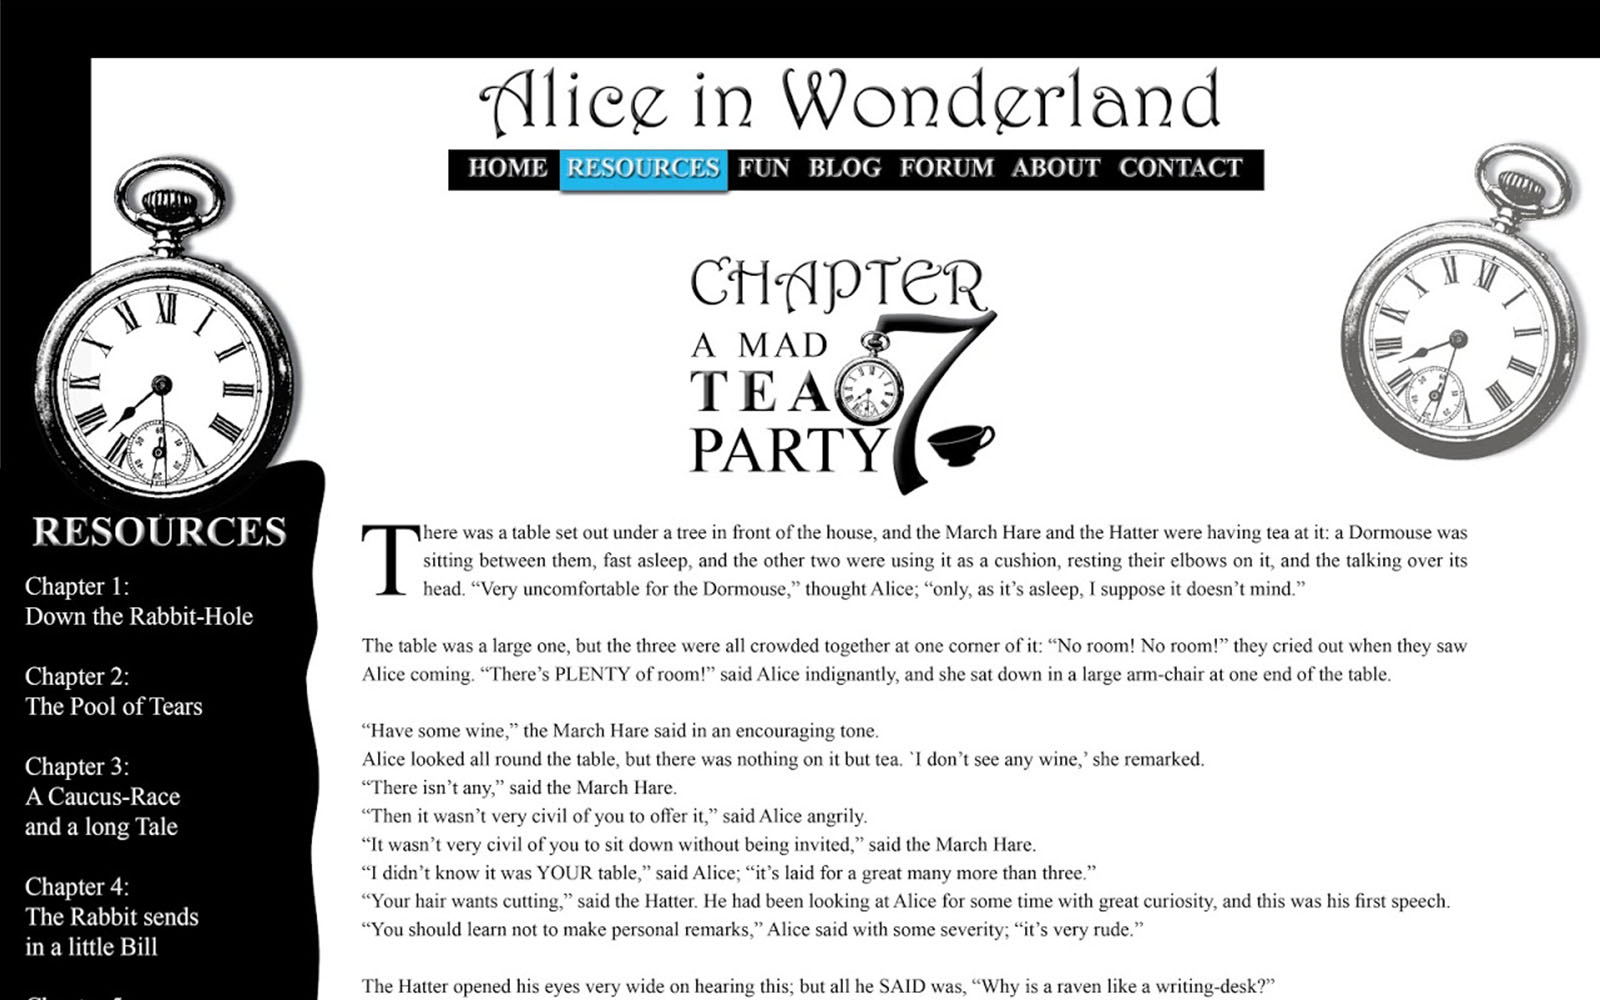 Alice in Wonderland
HOME RESOURCES FUN BLOG FORUM ABOUT CONTACT
CHAPTER 7
A MAD
TEA
PARTY
RESOURCES
Chapter 1:
Down the Rabbit-Hole
Chapter 2:
The Pool of Tears
Chapter 3:
A Caucus-Race
and a long Tale
Chapter 4:
The Rabbit sends
in a little Bill
There was a table set out under a tree in front of the house, and the March Hare and the Hatter were having tea at it: a Dormouse was
sitting between them, fast asleep, and the other two were using it as a cushion, resting their elbows on it, and the talking over its
head. “Very uncomfortable for the Dormouse,” thought Alice; “only, as it’s asleep, I suppose it doesn’t mind.”
The table was a large one, but the three were all crowded together at one corner of it: “No room! No room!” they cried out when they saw
Alice coming. “There’s PLENTY of room!” said Alice indignantly, and she sat down in a large arm-chair at one end of the table.
“Have some wine,” the March Hare said in an encouraging tone.
Alice looked all round the table, but there was nothing on it but tea. `I don’t see any wine,’ she remarked.
“There isn’t any,” said the March Hare.
“Then it wasn’t very civil of you to offer it,” said Alice angrily.
“It wasn’t very civil of you to sit down without being invited,” said the March Hare.
“I didn’t know it was YOUR table,” said Alice; “it’s laid for a great many more than three.”
“Your hair wants cutting,” said the Hatter. He had been looking at Alice for some time with great curiosity, and this was his first speech.
“You should learn not to make personal remarks,” Alice said with some severity; “it’s very rude.”
The Hatter opened his eyes very wide on hearing this; but all he SAID was, “Why is a raven like a writing-desk?”